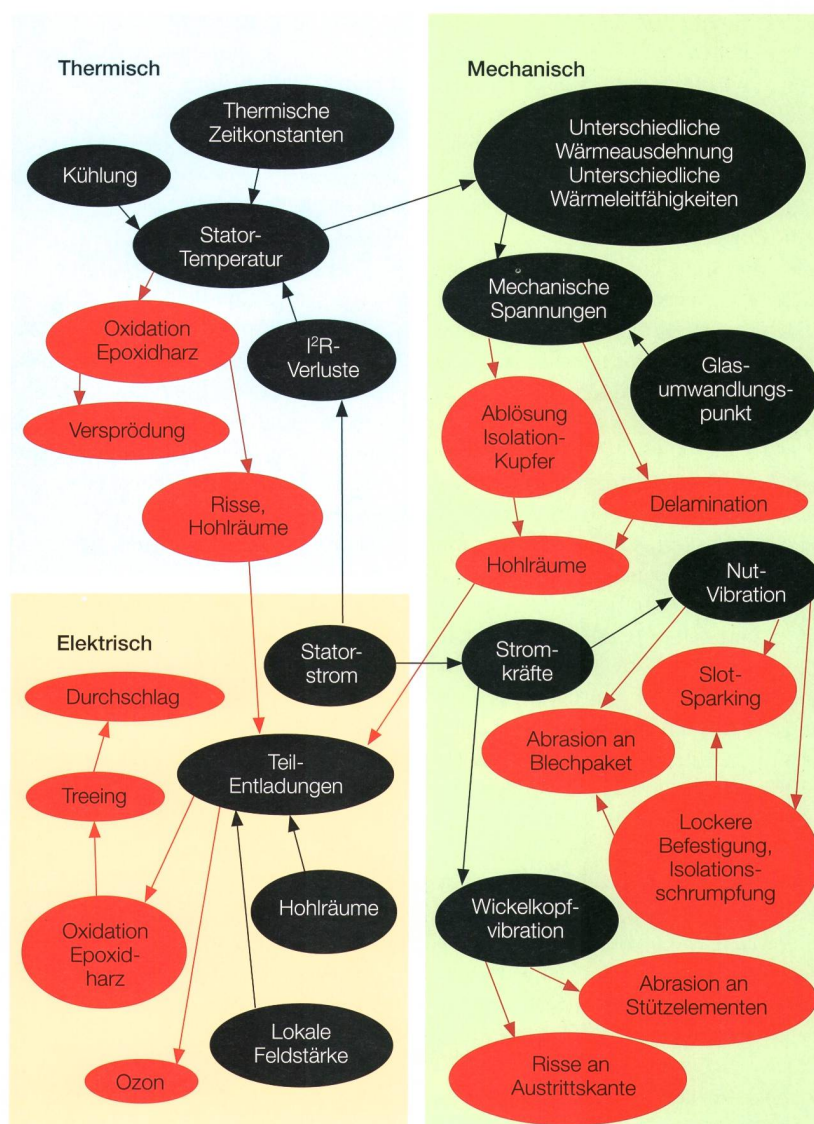 Thermisch
Thermische
Zeitkonstanten
Kühlung
Stator-
Temperatur
Oxidation
Epoxidharz
I²R-
Verluste
Versprödung
Risse,
Hohlräume
Mechanisch
Unterschiedliche
Wärmeausdehnung
Unterschiedliche
Wärmeleitfähigkeiten
Mechanische
Spannungen
Glas-
umwandlungs-
punkt
Ablösung
Isolation-
Kupfer
Delamination
Hohlräume
Nut-
Vibration
Strom-
kräfte
Slot-
Sparking
Abrasion an
Blechpaket
Lockere
Befestigung,
Isolations-
schrumpfung
Wickelkopf-
vibration
Abrasion an
Stützelementen
Risse an
Austrittskante
Elektrisch
Stator-
strom
Durchschlag
Teil-
Entladungen
Treeing
Hohlräume
Oxidation
Epoxid-
harz
Lokale
Feldstärke
Ozon